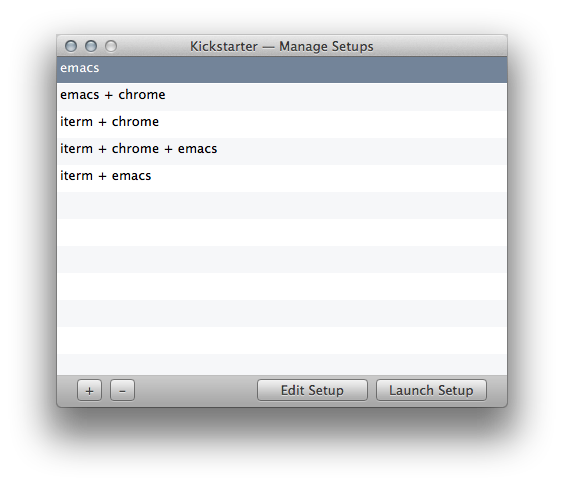 Kickstarter — Manage Setups
emacs
emacs + chrome
iterm + chrome
iterm + chrome + emacs
iterm + emacs
+ – Edit Setup Launch Setup